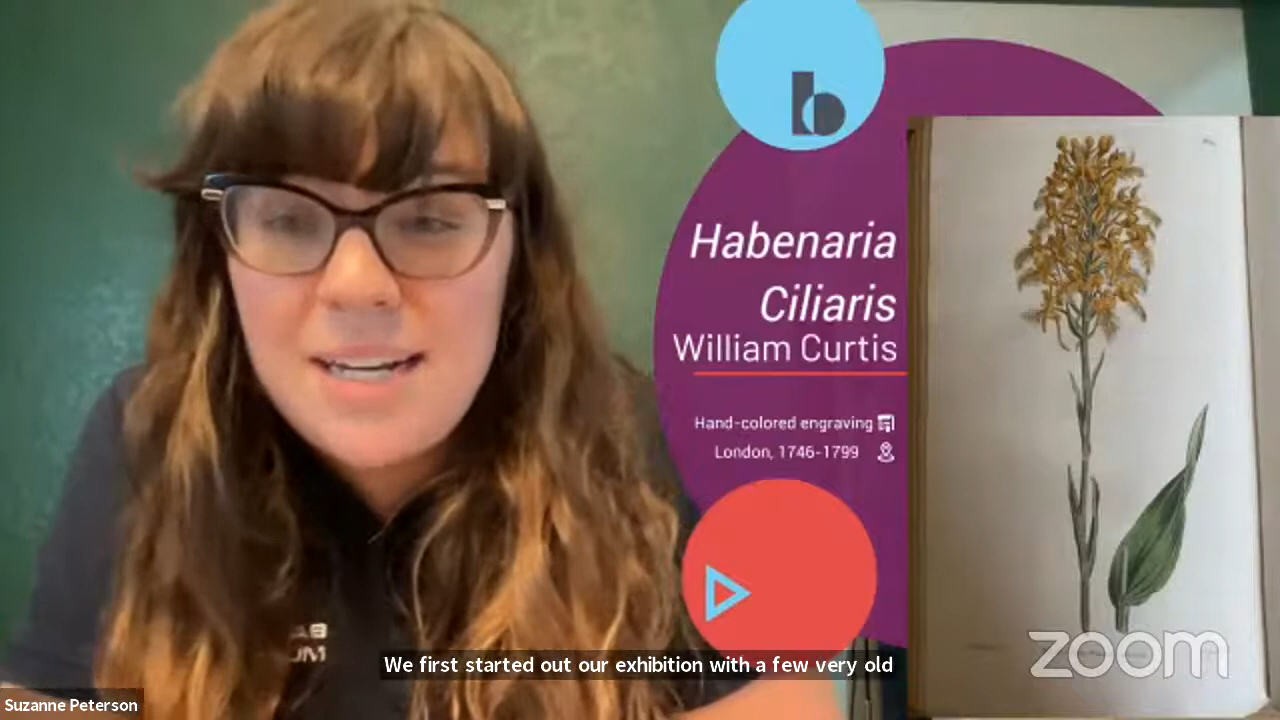 b
Habenaria
Ciliaris
William Curtis
Hand-colored engraving
London, 1746-1799
We first started out our exhibition with a few very old
zoom
Suzanne Peterson